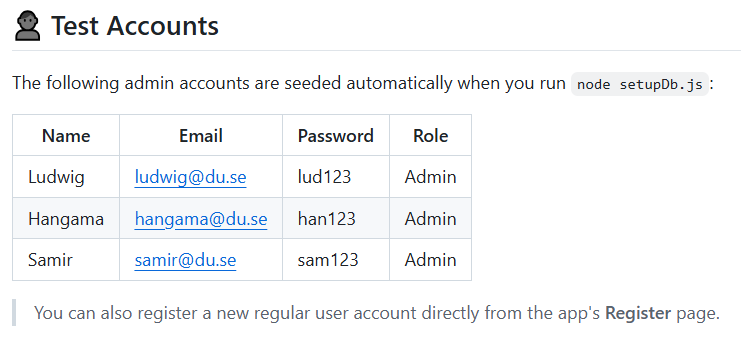 Test Accounts
The following admin accounts are seeded automatically when you run node setupDb.js:
Name Email Password Role
Ludwig ludwig@du.se lud123 Admin
Hangama hangama@du.se han123 Admin
Samir samir@du.se sam123 Admin
You can also register a new regular user account directly from the app's Register page.